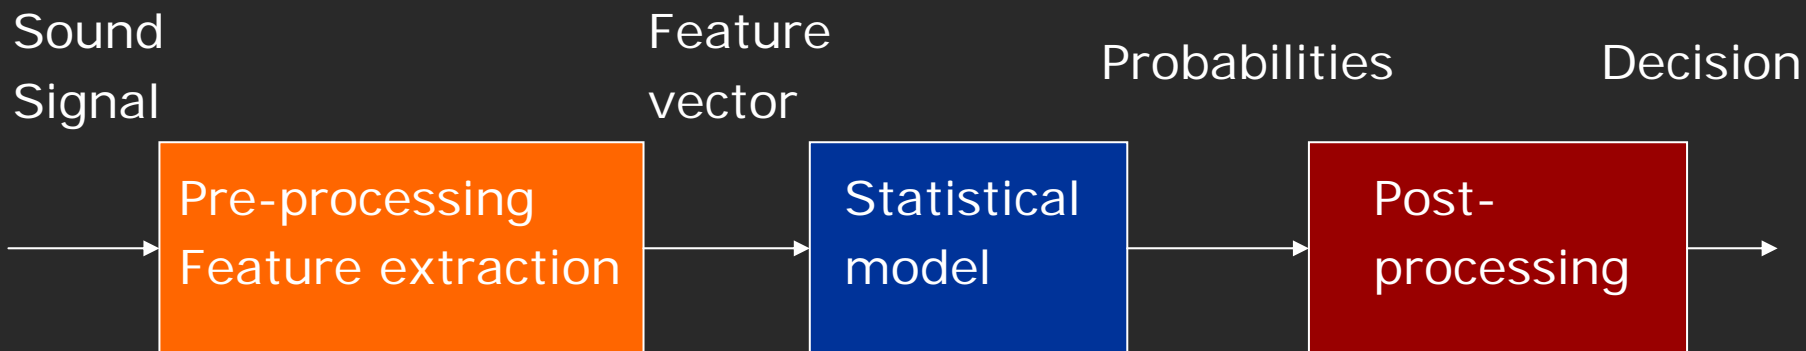 Sound
Signal
Feature
vector
Probabilities
Decision
Pre-processing
Feature extraction
Statistical
model
Post-
processing